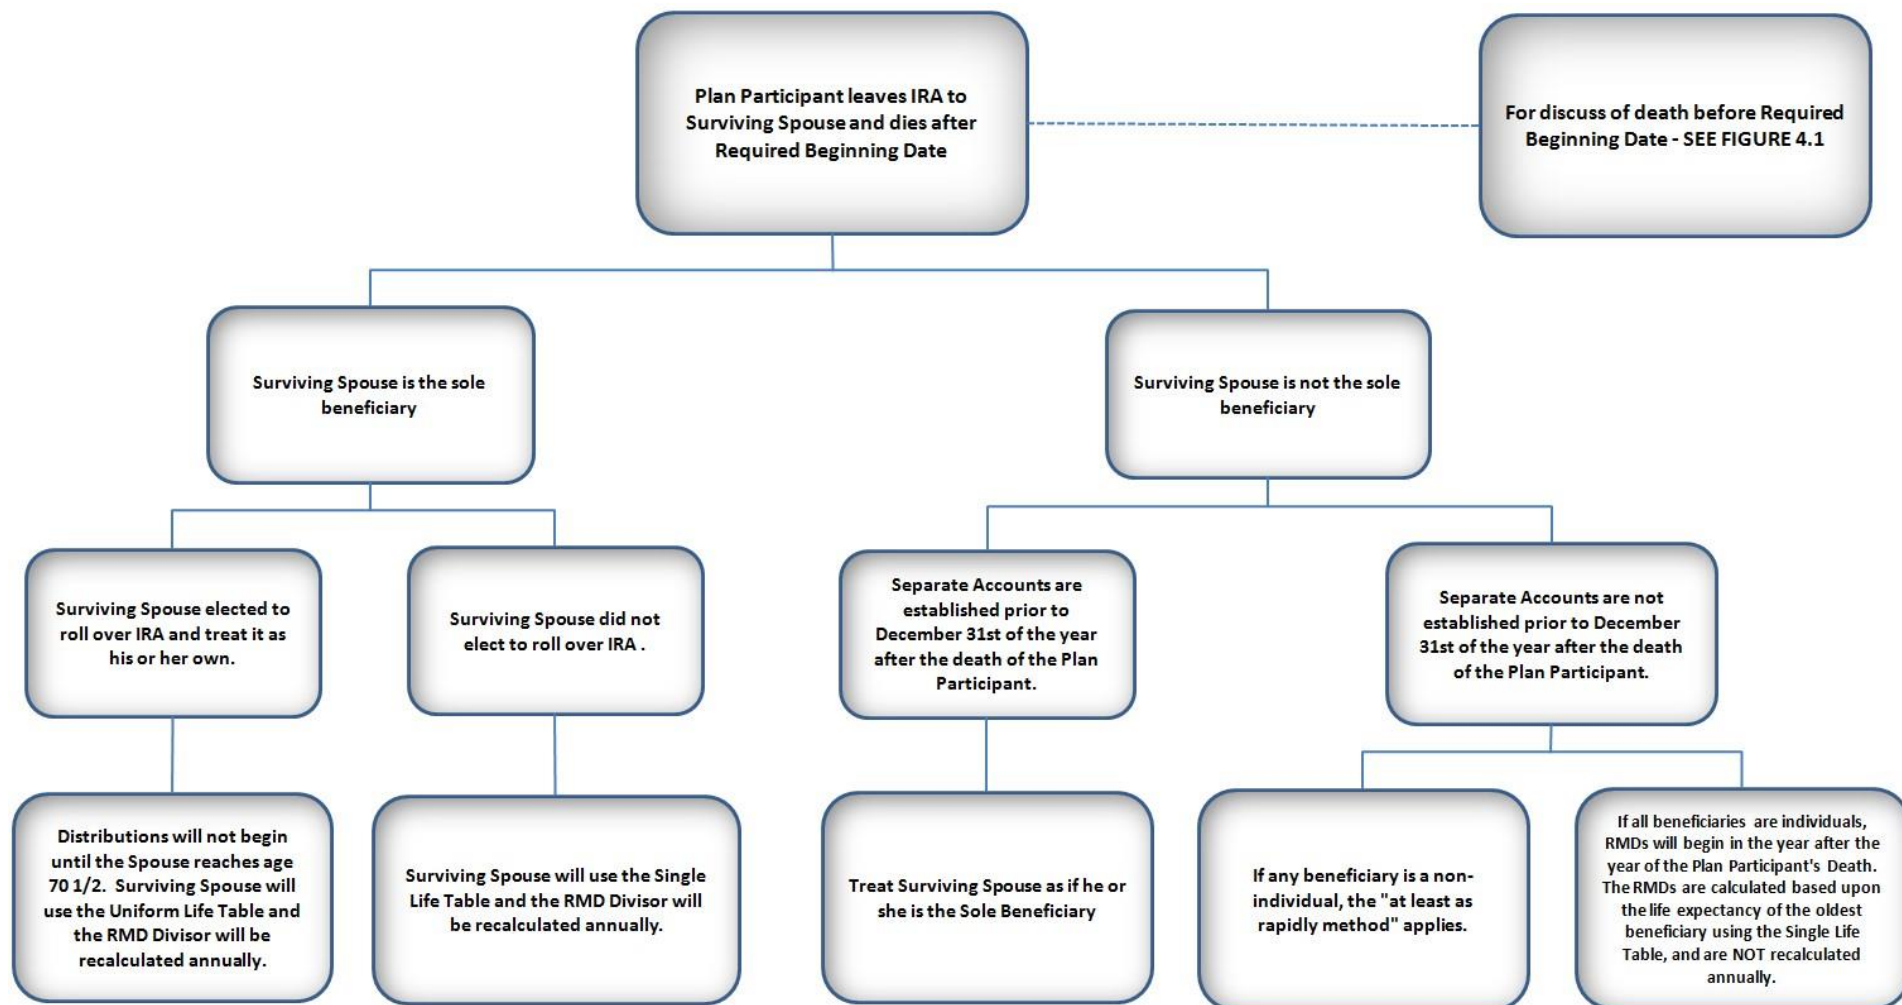 Plan Participant leaves IRA to
Surviving Spouse and dies after
Required Beginning Date
For discuss of death before Required
Beginning Date - SEE FIGURE 4.1
Surviving Spouse is the sole
beneficiary
Surviving Spouse is not the sole
beneficiary
Surviving Spouse elected to
roll over IRA and treat it as
his or her own.
Surviving Spouse did not
elect to roll over IRA .
Separate Accounts are
established prior to
December 31st of the year
after the death of the Plan
Participant.
Separate Accounts are not
established prior to December
31st of the year after the death
of the Plan Participant.
Distributions will not begin
until the Spouse reaches age
70 1/2. Surviving Spouse will
use the Uniform Life Table and
the RMD Divisor will be
recalculated annually.
Surviving Spouse will use the Single
Life Table and the RMD Divisor will
be recalculated annually.
Treat Surviving Spouse as if he or
she is the Sole Beneficiary
If any beneficiary is a non-
individual, the "at least as
rapidly method" applies.
If all beneficiaries are individuals,
RMDs will begin in the year after the
year of the Plan Participant's Death.
The RMDs are calculated based upon
the life expectancy of the oldest
beneficiary using the Single Life
Table, and are NOT recalculated
annually.